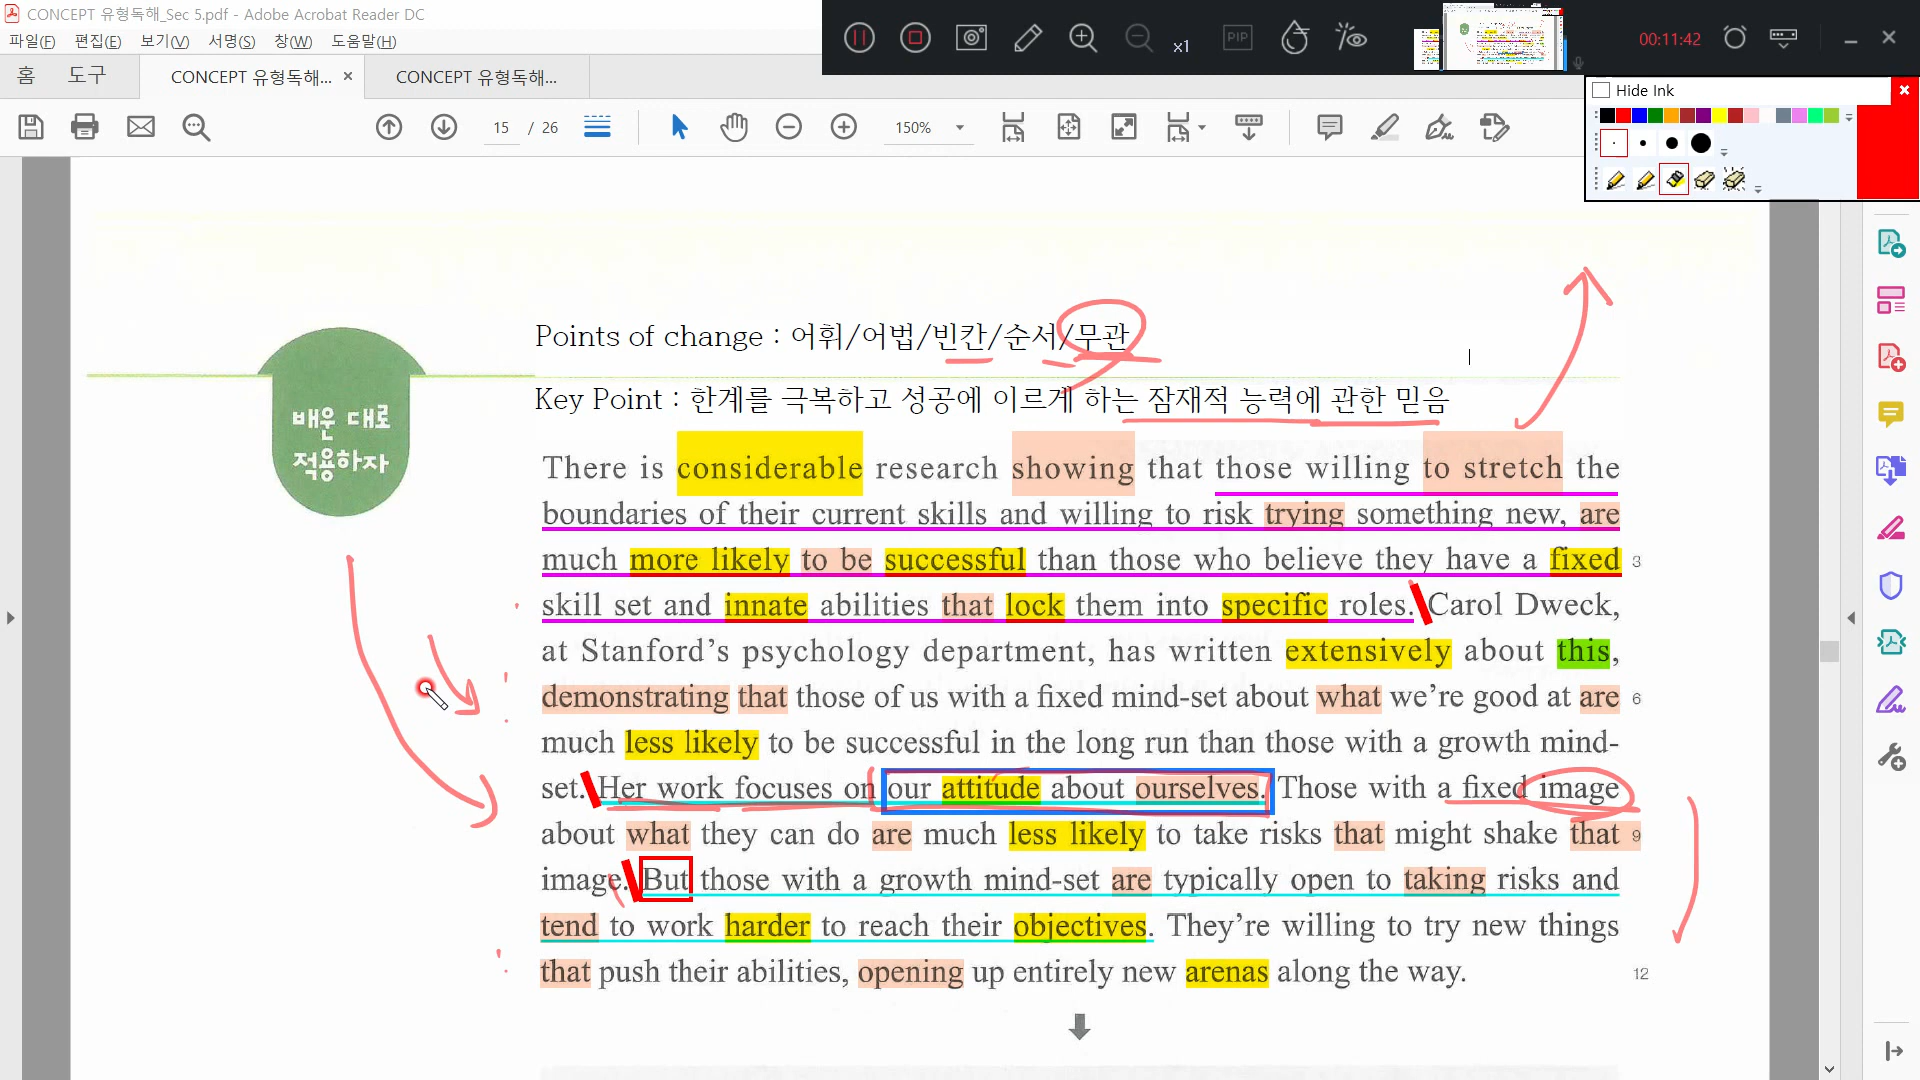 CONCEPT 유형독해_Sec 5.pdf - Adobe Acrobat Reader DC
파일(F) 편집(E) 보기(V) 서명(S) 창(W) 도움말(H)
x1
PIP
00:11:42
홈 도구 CONCEPT 유형독해... × CONCEPT 유형독해...
Hide Ink
15 / 26 150%
Points of change : 어휘/어법/빈칸/순서/무관
Key Point : 한계를 극복하고 성공에 이르게 하는 잠재적 능력에 관한 믿음
배운 대로
적용하자
There is considerable research showing that those willing to stretch the
boundaries of their current skills and willing to risk trying something new, are
much more likely to be successful than those who believe they have a fixed 3
skill set and innate abilities that lock them into specific roles. Carol Dweck,
at Stanford's psychology department, has written extensively about this,
demonstrating that those of us with a fixed mind-set about what we're good at are 6
much less likely to be successful in the long run than those with a growth mind-
set. Her work focuses on our attitude about ourselves. Those with a fixed image
about what they can do are much less likely to take risks that might shake that 9
image. But those with a growth mind-set are typically open to taking risks and
tend to work harder to reach their objectives. They're willing to try new things
that push their abilities, opening up entirely new arenas along the way. 12